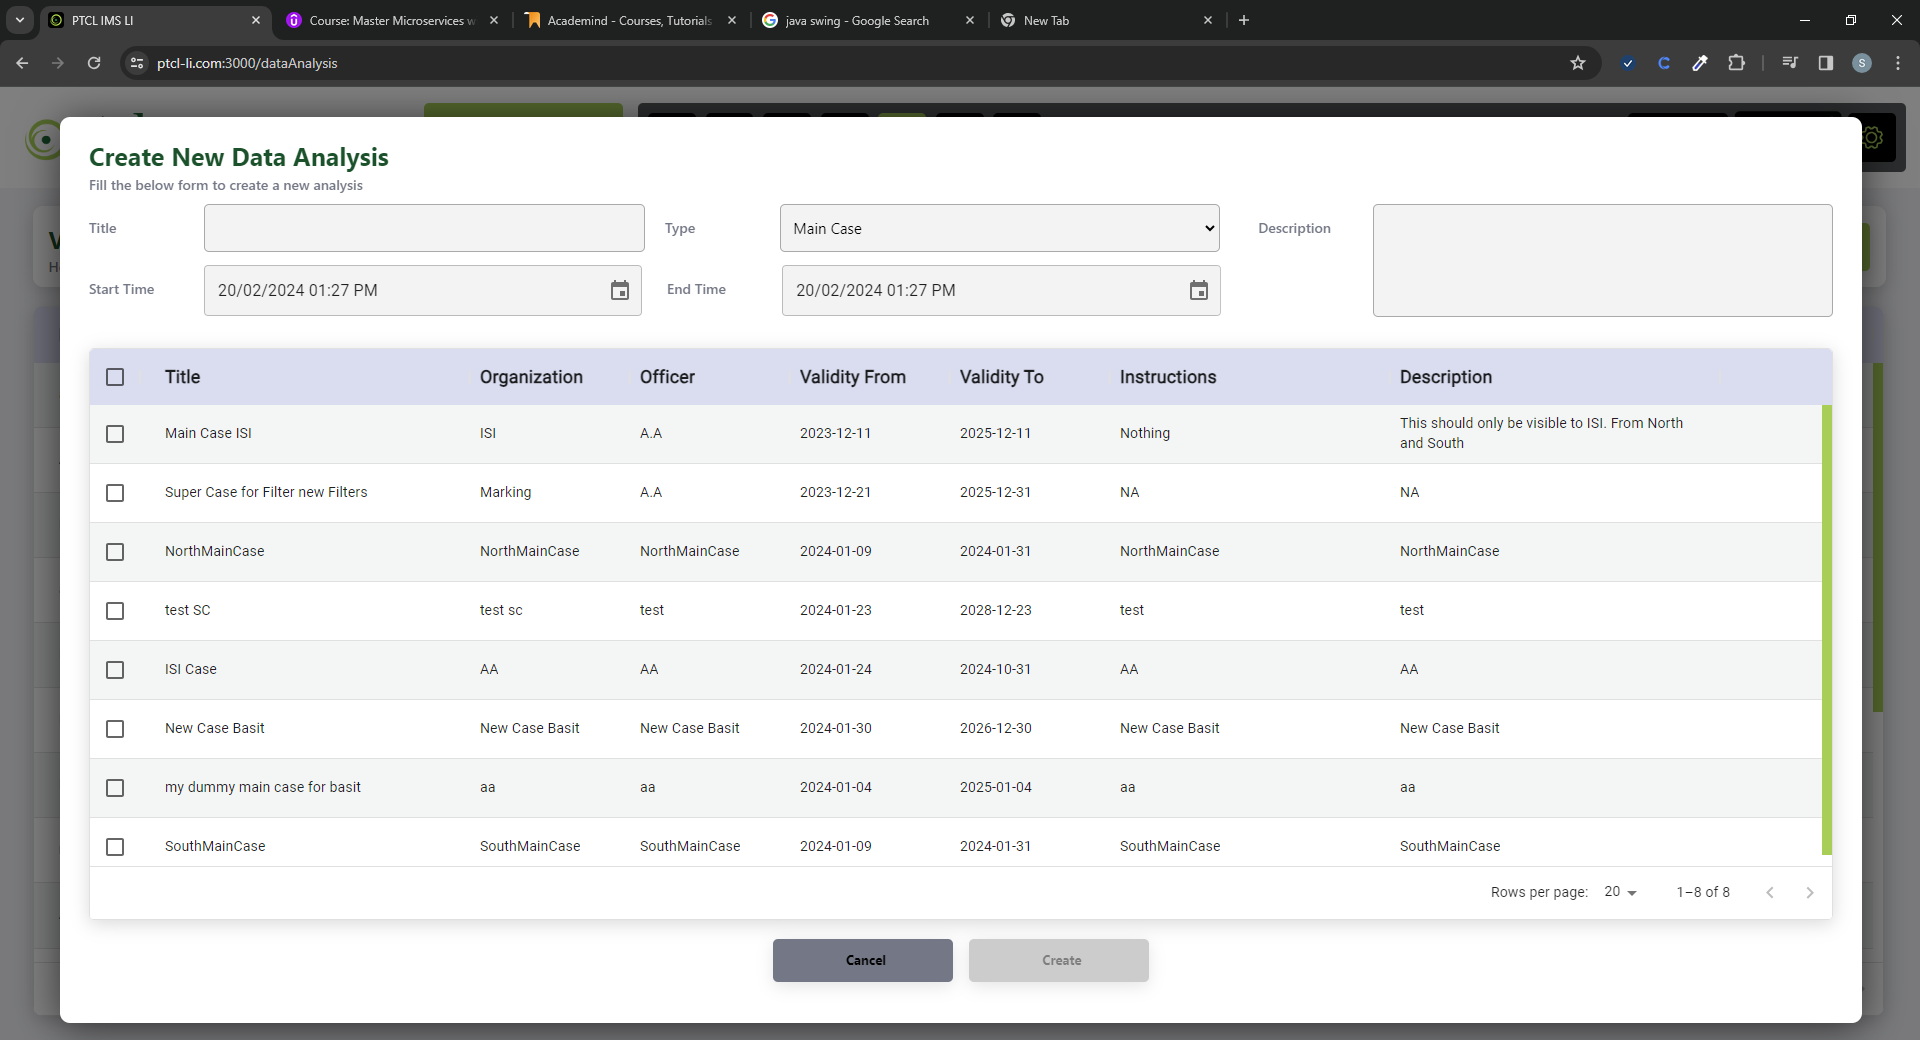 PTCL IMS LI
Course: Master Microservices w
Academind - Courses, Tutorials
java swing - Google Search
New Tab
ptcl-li.com:3000/dataAnalysis
S
Create New Data Analysis
Fill the below form to create a new analysis
Title
Type
Main Case
Description
Start Time
20/02/2024 01:27 PM
End Time
20/02/2024 01:27 PM
Title Organization Officer Validity From Validity To Instructions Description
Main Case ISI ISI A.A 2023-12-11 2025-12-11 Nothing This should only be visible to ISI. From North
and South
Super Case for Filter new Filters Marking A.A 2023-12-21 2025-12-31 NA NA
NorthMainCase NorthMainCase NorthMainCase 2024-01-09 2024-01-31 NorthMainCase NorthMainCase
test SC test sc test 2024-01-23 2028-12-23 test test
ISI Case AA AA 2024-01-24 2024-10-31 AA AA
New Case Basit New Case Basit New Case Basit 2024-01-30 2026-12-30 New Case Basit New Case Basit
my dummy main case for basit aa aa 2024-01-04 2025-01-04 aa aa
SouthMainCase SouthMainCase SouthMainCase 2024-01-09 2024-01-31 SouthMainCase SouthMainCase
Rows per page: 20 1–8 of 8
Cancel
Create